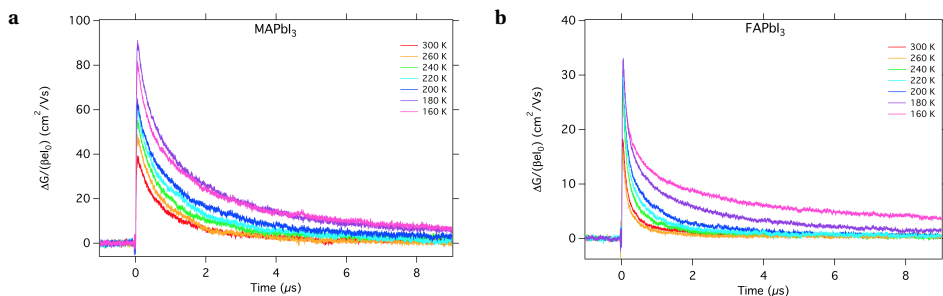 a
MAPbI₃
ΔG/(βeI₀) (cm²/Vs)
100
80
60
40
20
0
300 K
260 K
240 K
220 K
200 K
180 K
160 K
0
2
4
6
8
Time (μs)
b
FAPbI₃
ΔG/(βeI₀) (cm²/Vs)
40
30
20
10
0
300 K
260 K
240 K
220 K
200 K
180 K
160 K
0
2
4
6
8
Time (μs)